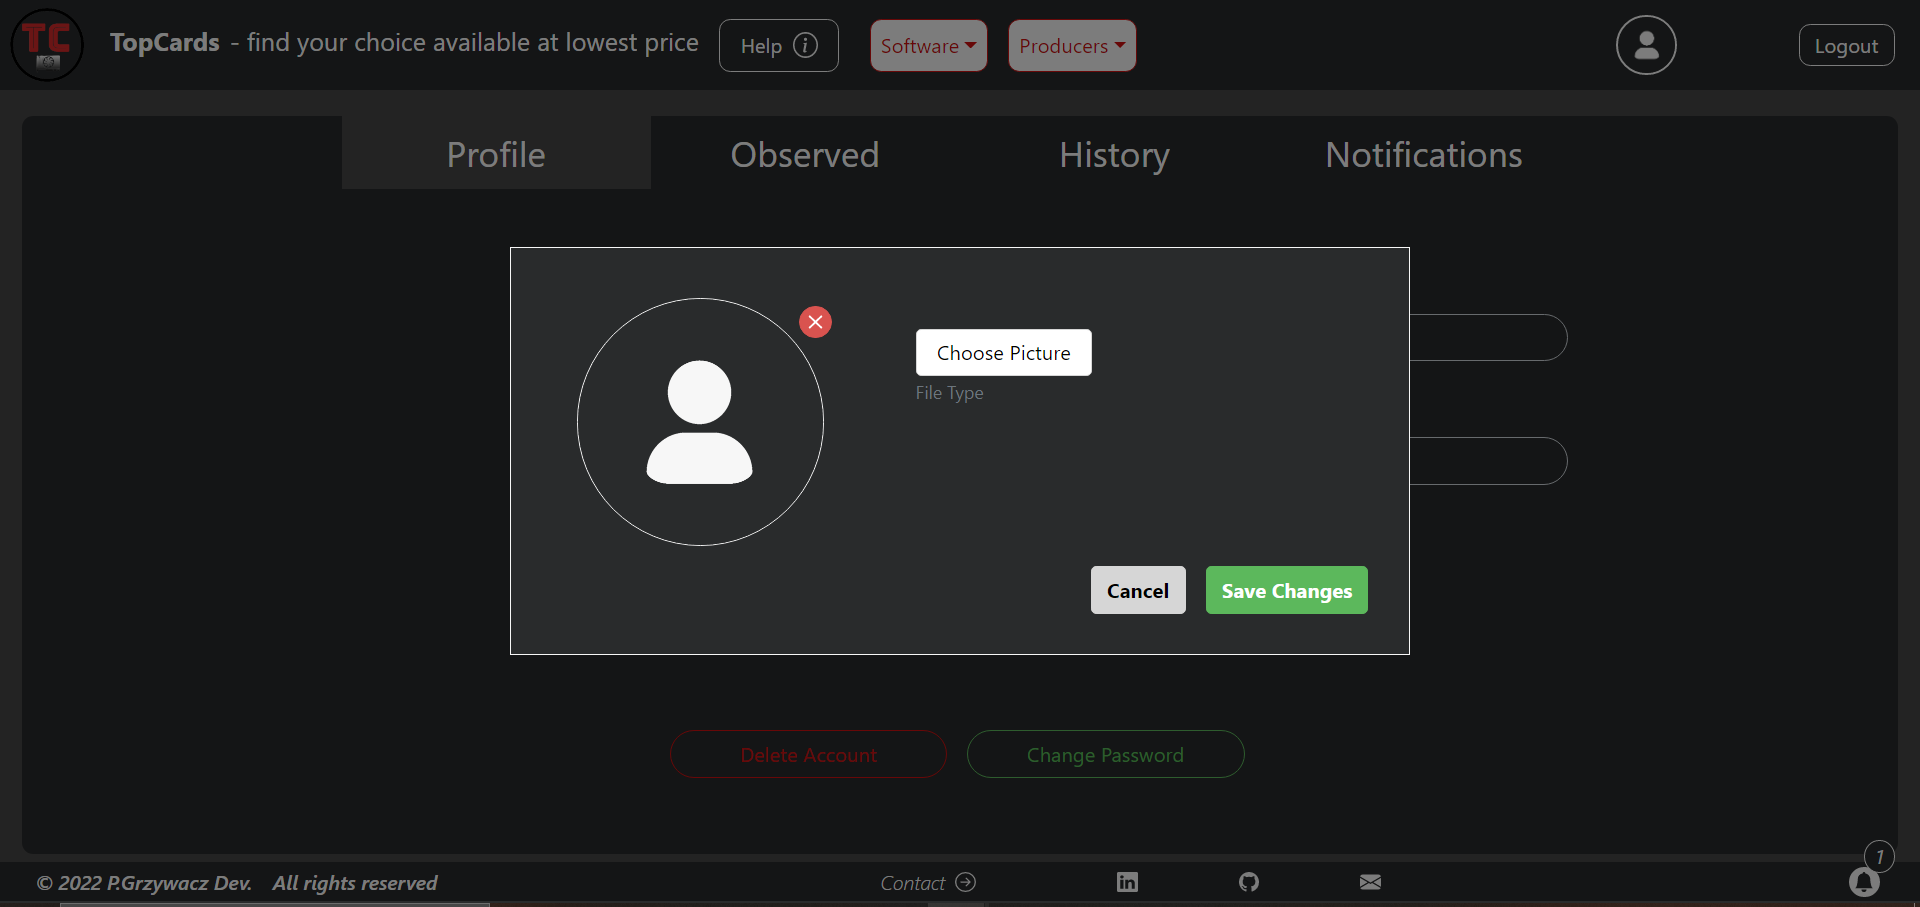 TC
TopCards - find your choice available at lowest price
Help
Software
Producers
Logout
Profile
Observed
History
Notifications
Choose Picture
File Type
Cancel
Save Changes
Delete Account
Change Password
© 2022 P.Grzywacz Dev. All rights reserved
Contact
in
1